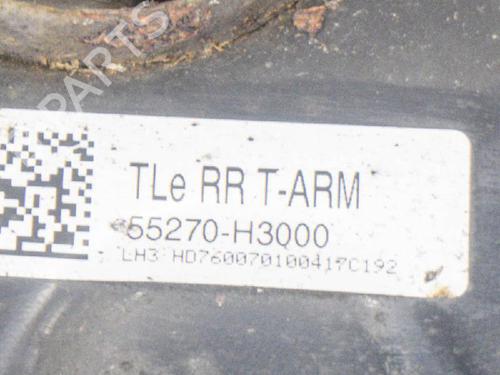 PARTS
TLe RR T-ARM
55270-H3000
LH3 HD760070100417C192